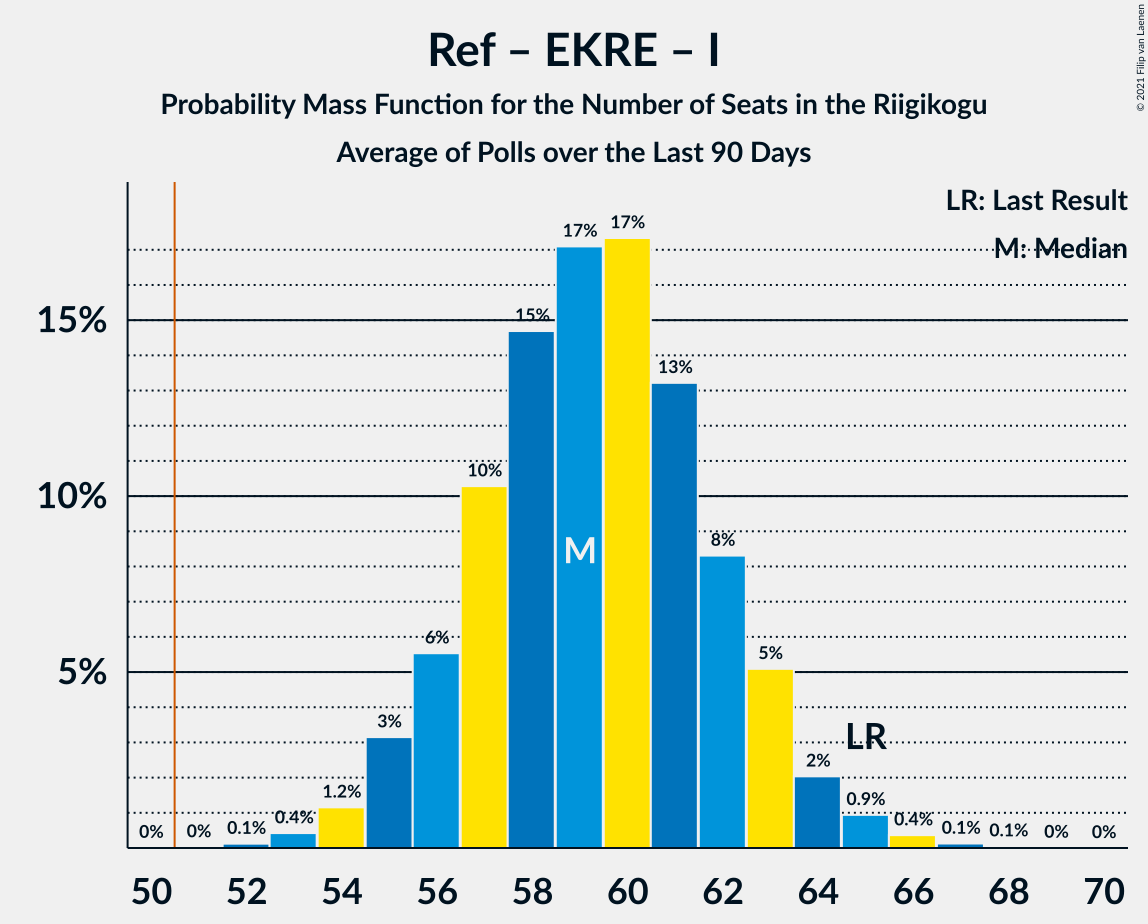 Ref – EKRE – I
Probability Mass Function for the Number of Seats in the Riigikogu
Average of Polls over the Last 90 Days
© 2021 Filip van Laenen
LR: Last Result
M: Median
17%
17%
15%
15%
13%
10%
10%
M
8%
6%
5%
5%
3%
LR
2%
1.2%
0.9%
0.4%
0.4%
0%
0%
0.1%
0.1%
0.1%
0%
0%
50 52 54 56 58 60 62 64 66 68 70